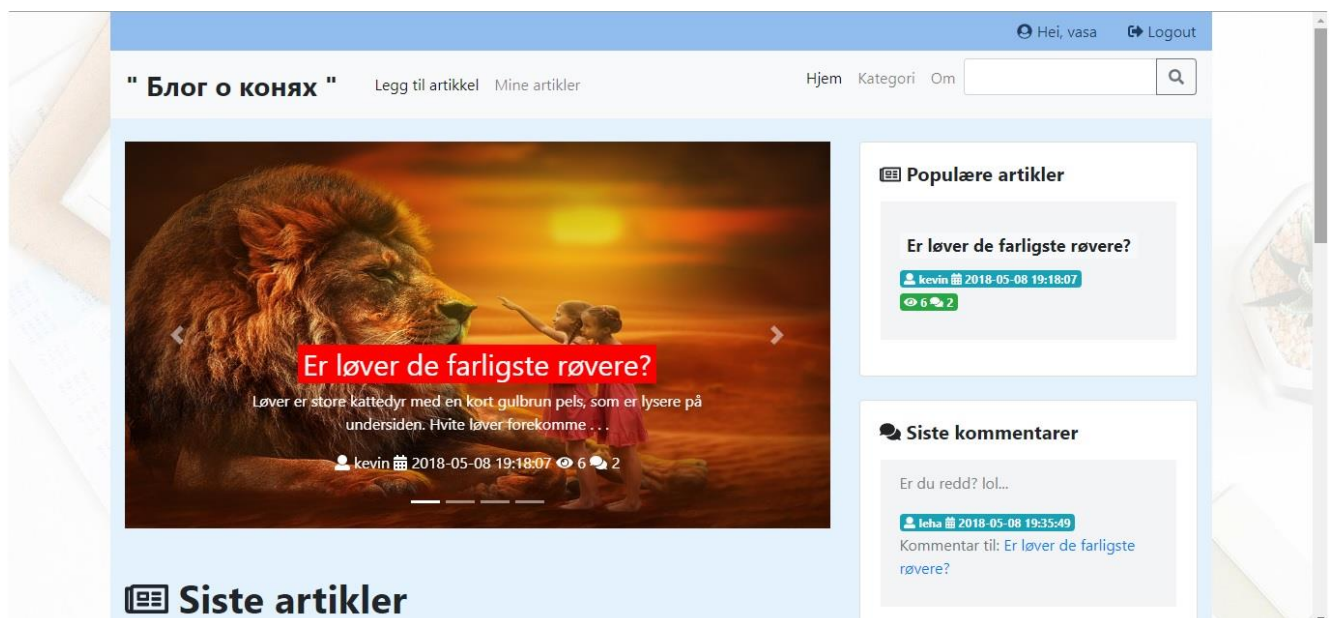 Hei, vasa Logout
" Блог о конях " Legg til artikkel Mine artikler Hjem Kategori Om
Er løver de farligste røvere?
Løver er store kattedyr med en kort gulbrun pels, som er lysere på
undersiden. Hvite løver forekomme . . .
kevin 2018-05-08 19:18:07 6 2
Siste artikler
Populære artikler
Er løver de farligste røvere?
kevin 2018-05-08 19:18:07
6 2
Siste kommentarer
Er du redd? lol...
leha 2018-05-08 19:35:49
Kommentar til: Er løver de farligste
røvere?